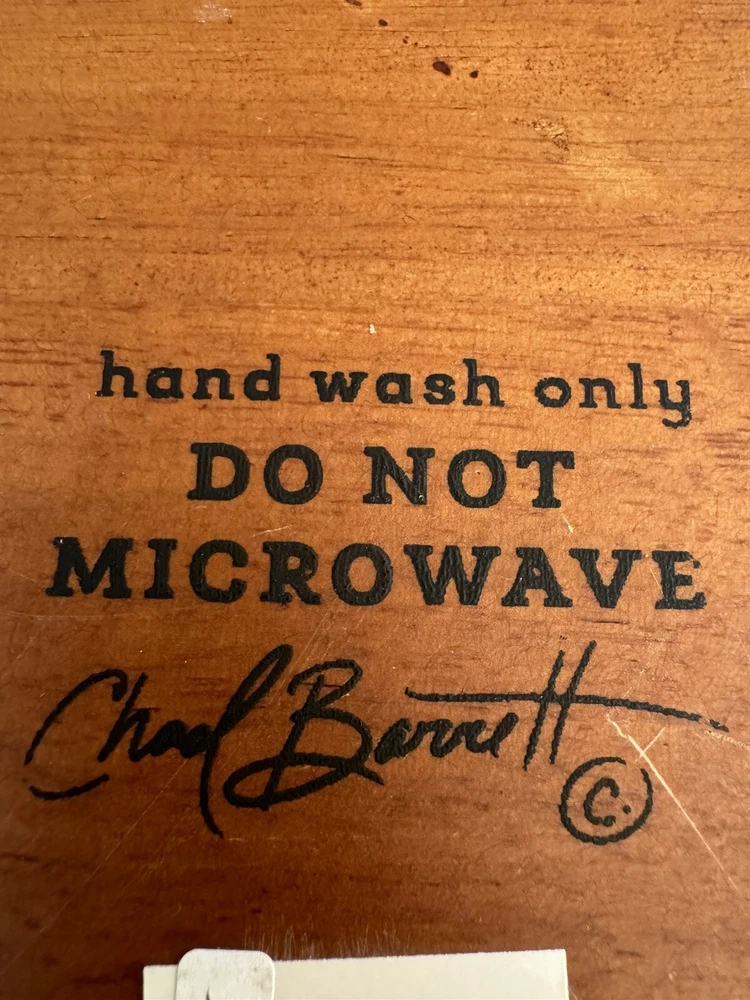 hand wash only
DO NOT
MICROWAVE
Chad Barrett ©